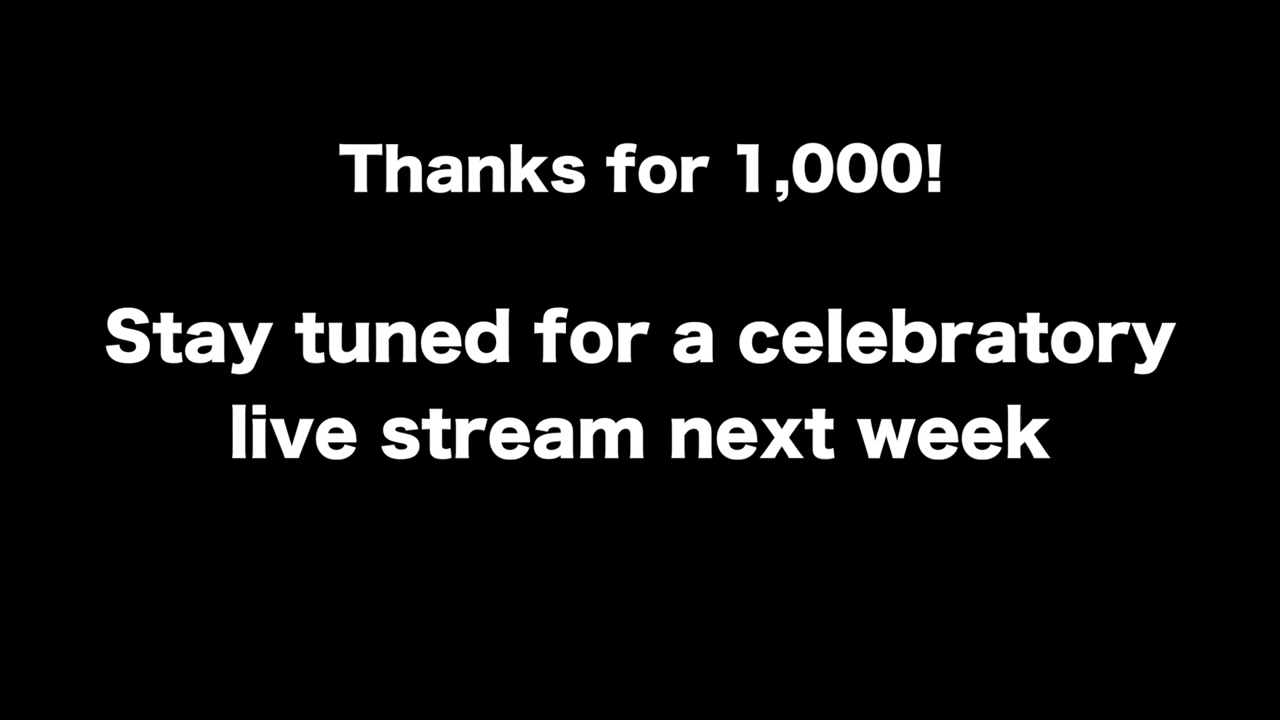 Thanks for 1,000!
Stay tuned for a celebratory
live stream next week